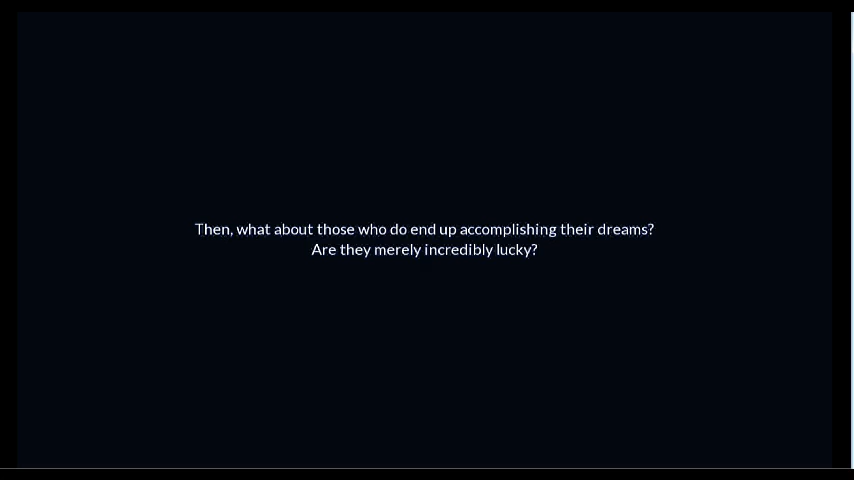 Then, what about those who do end up accomplishing their dreams?
Are they merely incredibly lucky?